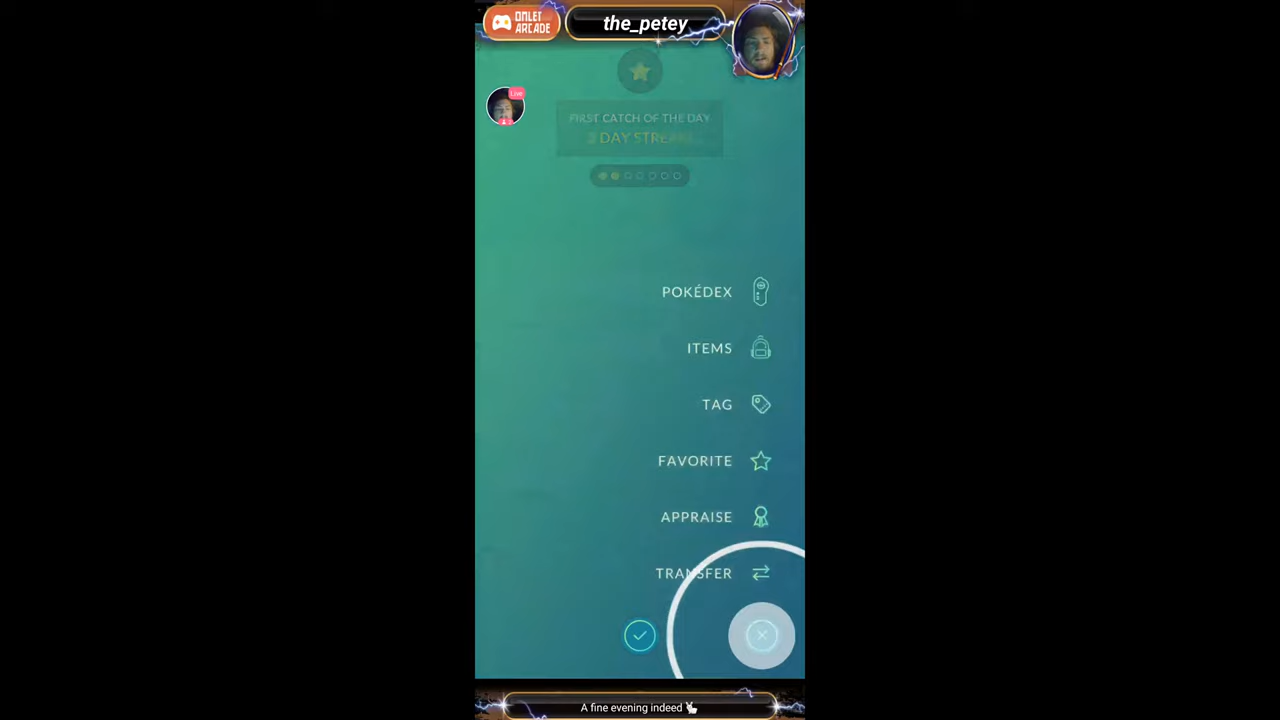 OMLET
ARCADE
the_petey
Live
FIRST CATCH OF THE DAY
2 DAY STREAK!
POKÉDEX
ITEMS
TAG
FAVORITE
APPRAISE
TRANSFER
A fine evening indeed 🐇